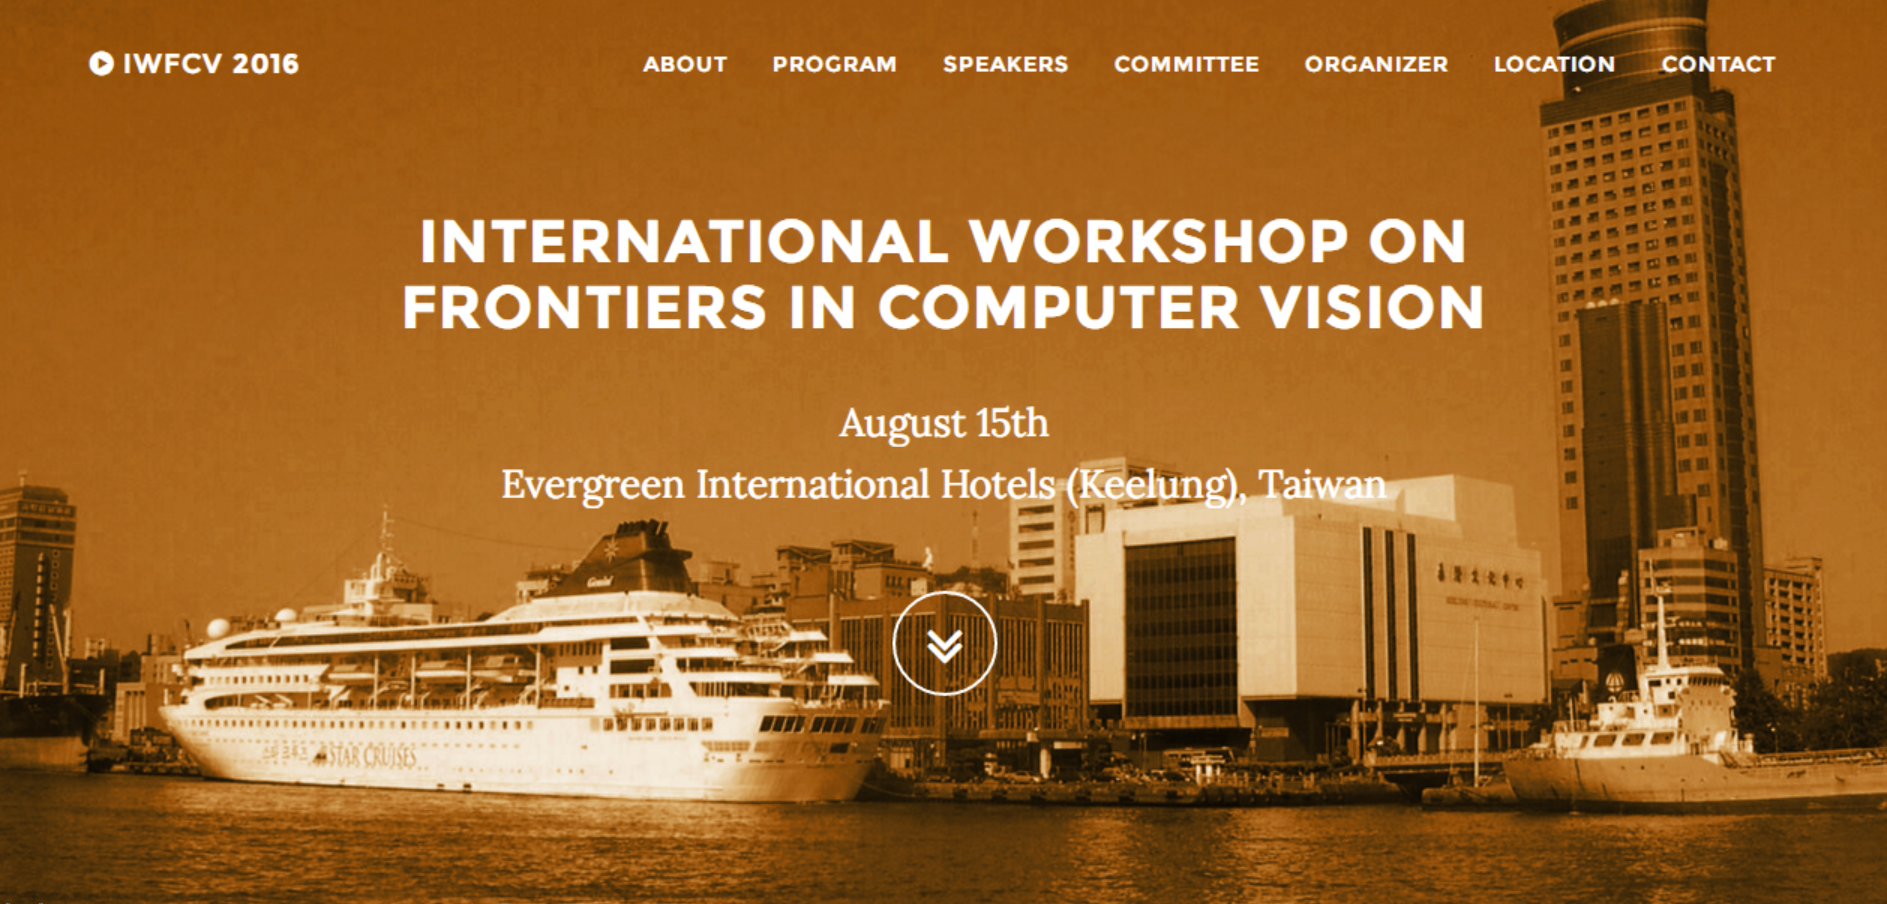 IWFCV 2016
ABOUT PROGRAM SPEAKERS COMMITTEE ORGANIZER LOCATION CONTACT
INTERNATIONAL WORKSHOP ON
FRONTIERS IN COMPUTER VISION
August 15th
Evergreen International Hotels (Keelung), Taiwan
STAR CRUISES